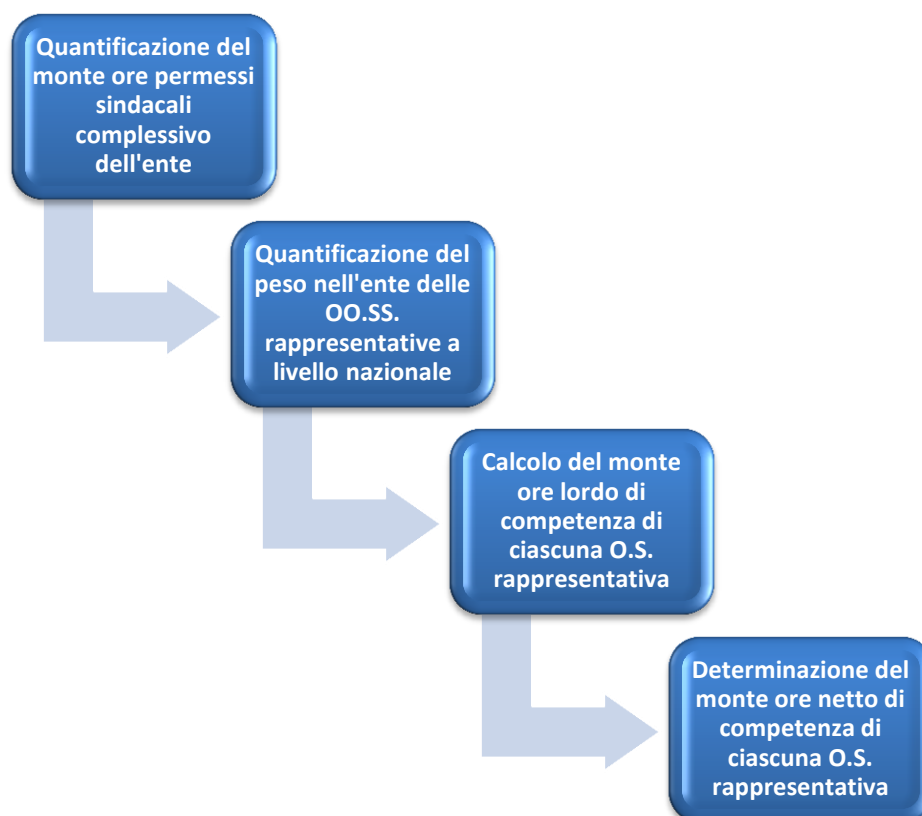 Quantificazione del
monte ore permessi
sindacali
complessivo
dell'ente
Quantificazione del
peso nell'ente delle
OO.SS.
rappresentative a
livello nazionale
Calcolo del monte
ore lordo di
competenza di
ciascuna O.S.
rappresentativa
Determinazione del
monte ore netto di
competenza di
ciascuna O.S.
rappresentativa